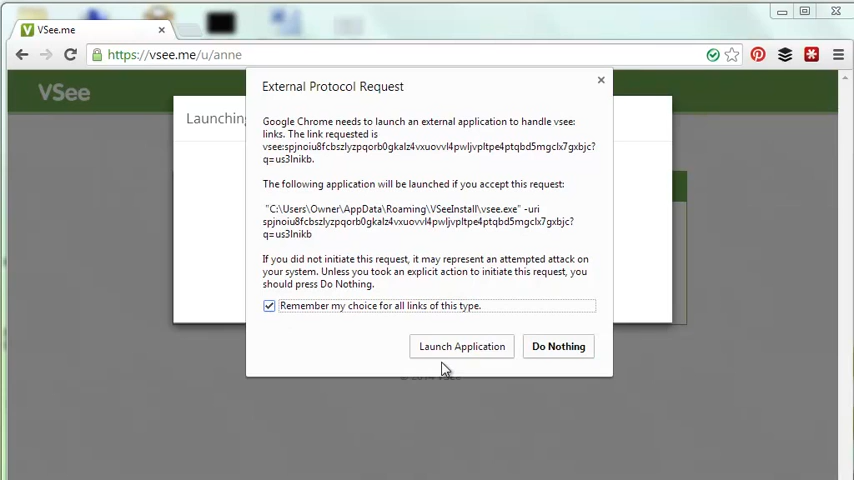 VSee.me
https://vsee.me/u/anne
VSee
Launching
External Protocol Request
Google Chrome needs to launch an external application to handle vsee:
links. The link requested is
vsee:spjnoiu8fcbszlyzpqorb0gkalz4vxuovvl4pwljvpltpe4ptqbd5mgclx7gxbjc?
q=us3lnikb.
The following application will be launched if you accept this request:
"C:\Users\Owner\AppData\Roaming\VSeeInstall\vsee.exe" -uri
spjnoiu8fcbszlyzpqorb0gkalz4vxuovvl4pwljvpltpe4ptqbd5mgclx7gxbjc?
q=us3lnikb
If you did not initiate this request, it may represent an attempted attack on
your system. Unless you took an explicit action to initiate this request, you
should press Do Nothing.
Remember my choice for all links of this type.
Launch Application
Do Nothing
© 2014 VSee